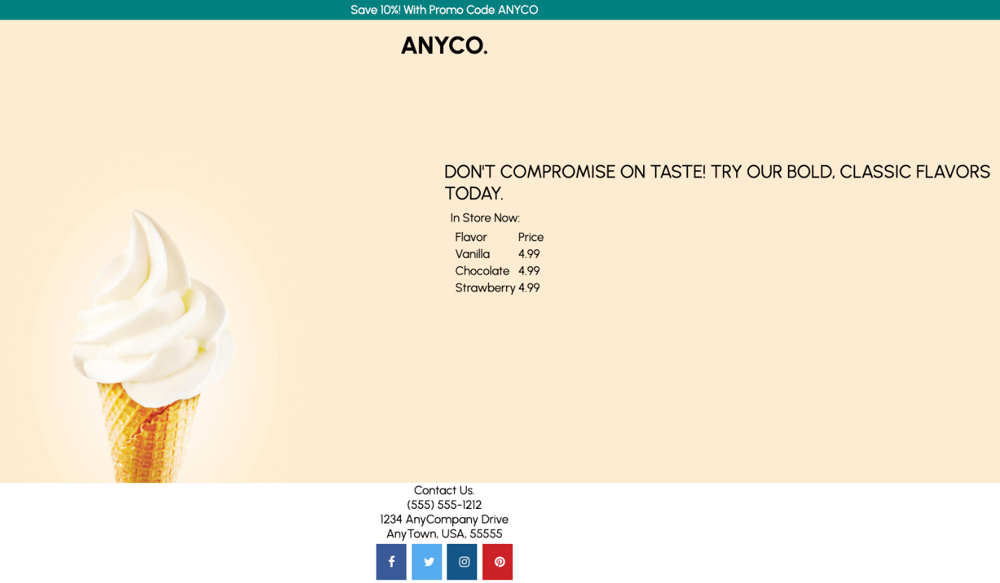 Save 10%! With Promo Code ANYCO
ANYCO.
DON'T COMPROMISE ON TASTE! TRY OUR BOLD, CLASSIC FLAVORS
TODAY.
In Store Now:
Flavor Price
Vanilla 4.99
Chocolate 4.99
Strawberry 4.99
Contact Us.
(555) 555-1212
1234 AnyCompany Drive
AnyTown, USA, 55555